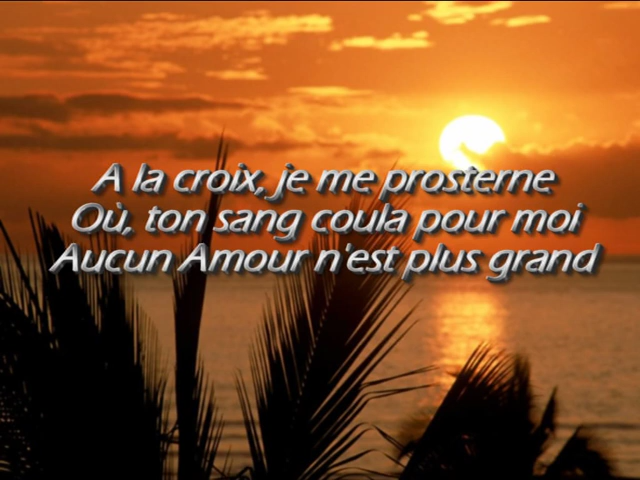 A la croix, je me prosterne
Où, ton sang coula pour moi
Aucun Amour n'est plus grand